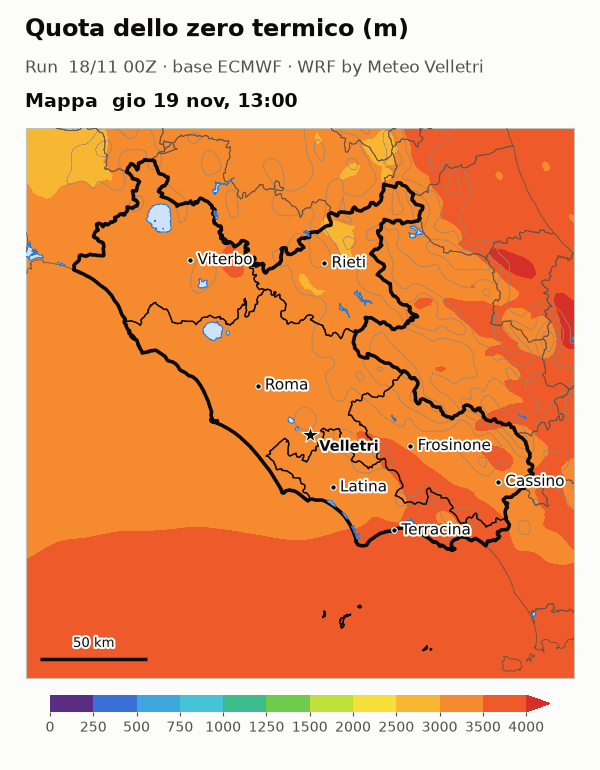 Quota dello zero termico (m)
Run  18/11 00Z · base ECMWF · WRF by Meteo Velletri
Mappa  gio 19 nov, 13:00
Viterbo
Rieti
Roma
Velletri
Frosinone
Latina
Cassino
Terracina
50 km
0 250 500 750 1000 1250 1500 2000 2500 3000 3500 4000